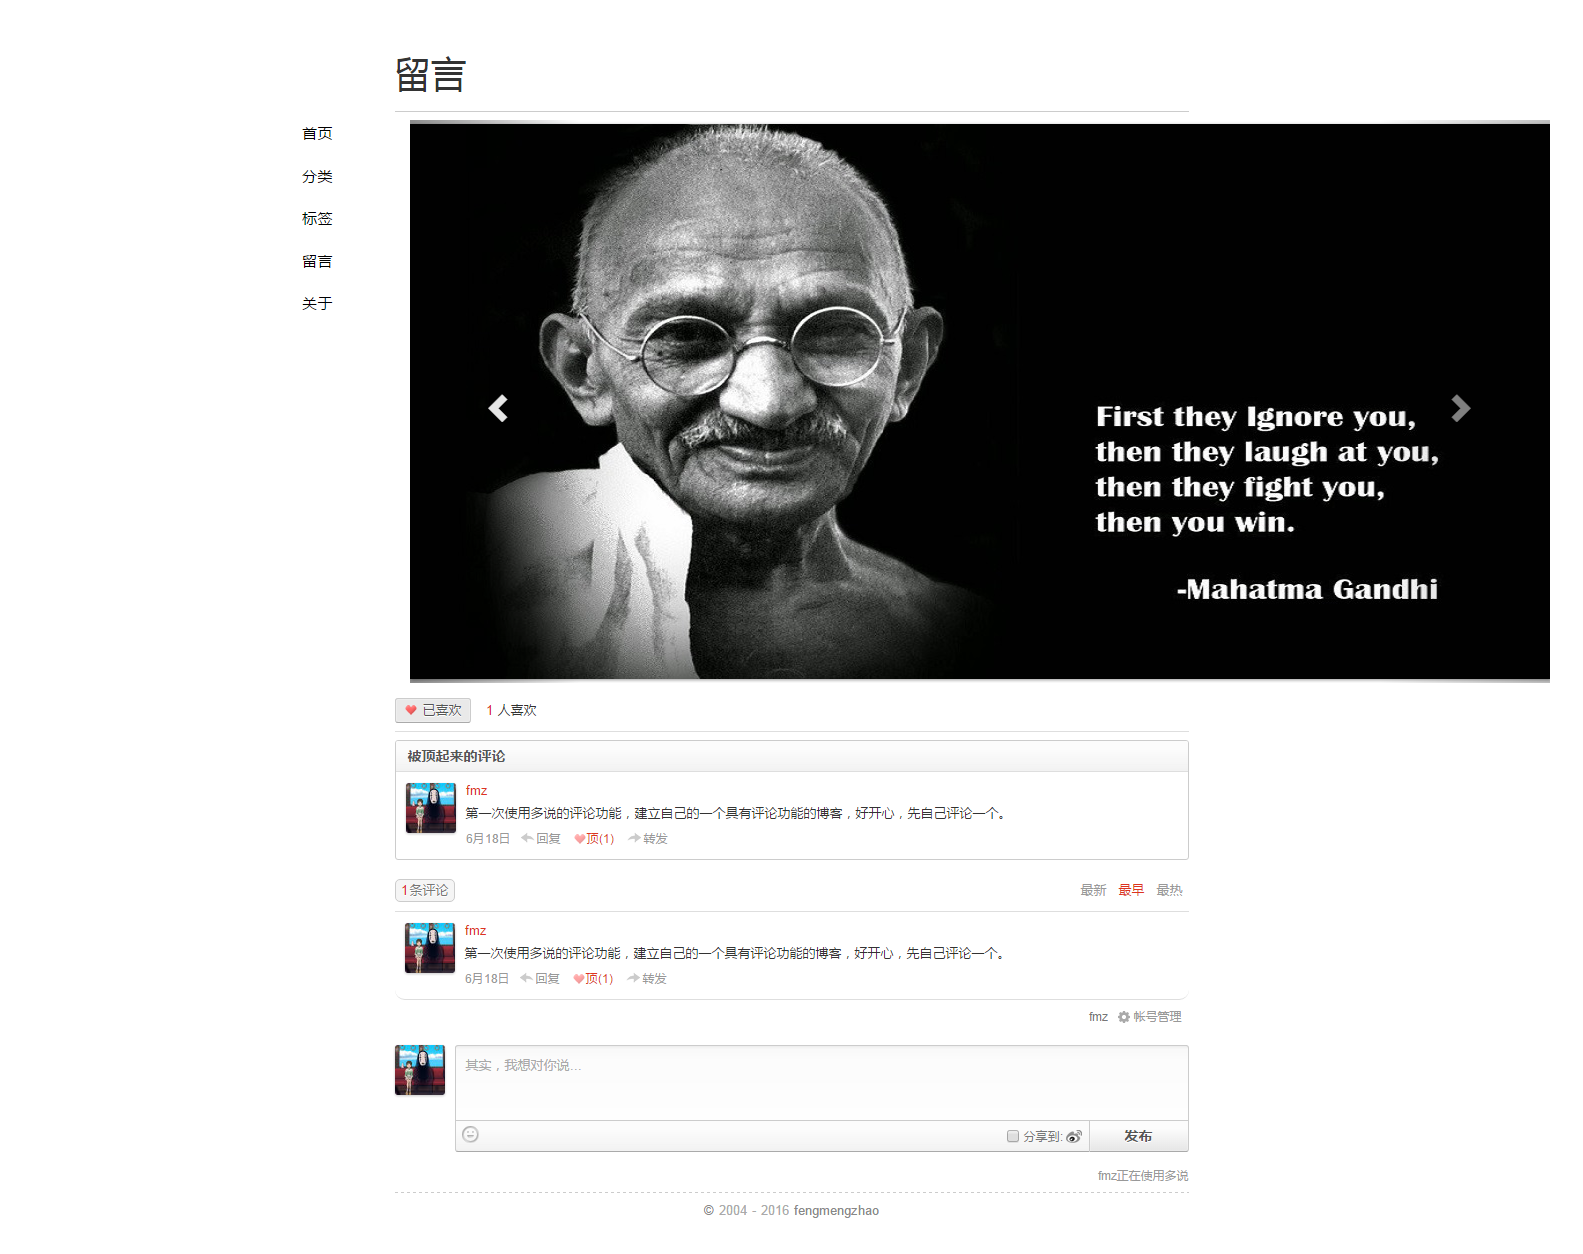 留言
首页
分类
标签
留言
关于
First they Ignore you,
then they laugh at you,
then they fight you,
then you win.
-Mahatma Gandhi
已喜欢 1 人喜欢
被顶起来的评论
fmz
第一次使用多说的评论功能，建立自己的一个具有评论功能的博客，好开心，先自己评论一个。
6月18日 回复 顶(1) 转发
1条评论 最新 最早 最热
fmz
第一次使用多说的评论功能，建立自己的一个具有评论功能的博客，好开心，先自己评论一个。
6月18日 回复 顶(1) 转发
fmz 帐号管理
其实，我想对你说...
分享到: 发布
fmz正在使用多说
© 2004 - 2016 fengmengzhao